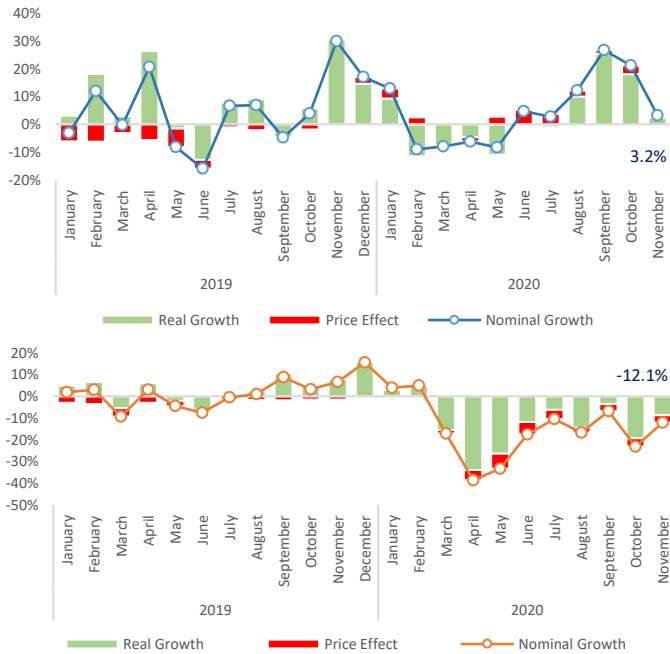 40%
30%
20%
10%
0%
-10%
-20%
3.2%
January
February
March
April
May
June
July
August
September
October
November
December
January
February
March
April
May
June
July
August
September
October
November
2019
2020
Real Growth
Price Effect
Nominal Growth
20%
10%
0%
-10%
-20%
-30%
-40%
-50%
-12.1%
January
February
March
April
May
June
July
August
September
October
November
December
January
February
March
April
May
June
July
August
September
October
November
2019
2020
Real Growth
Price Effect
Nominal Growth